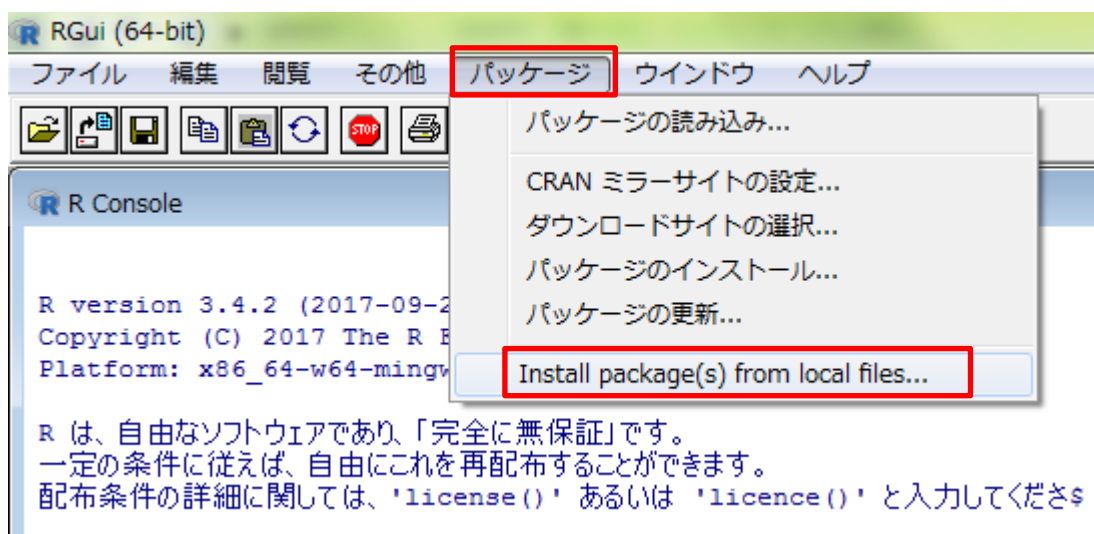 RGui (64-bit)
ファイル 編集 閲覧 その他 パッケージ ウインドウ ヘルプ
STOP
パッケージの読み込み...
CRAN ミラーサイトの設定...
ダウンロードサイトの選択...
パッケージのインストール...
パッケージの更新...
Install package(s) from local files...
R Console
R version 3.4.2 (2017-09-2
Copyright (C) 2017 The R
Platform: x86_64-w64-mingw
R は、自由なソフトウェアであり、「完全に無保証」です。
一定の条件に従えば、自由にこれを再配布することができます。
配布条件の詳細に関しては、'license()' あるいは 'licence()' と入力してくださ$